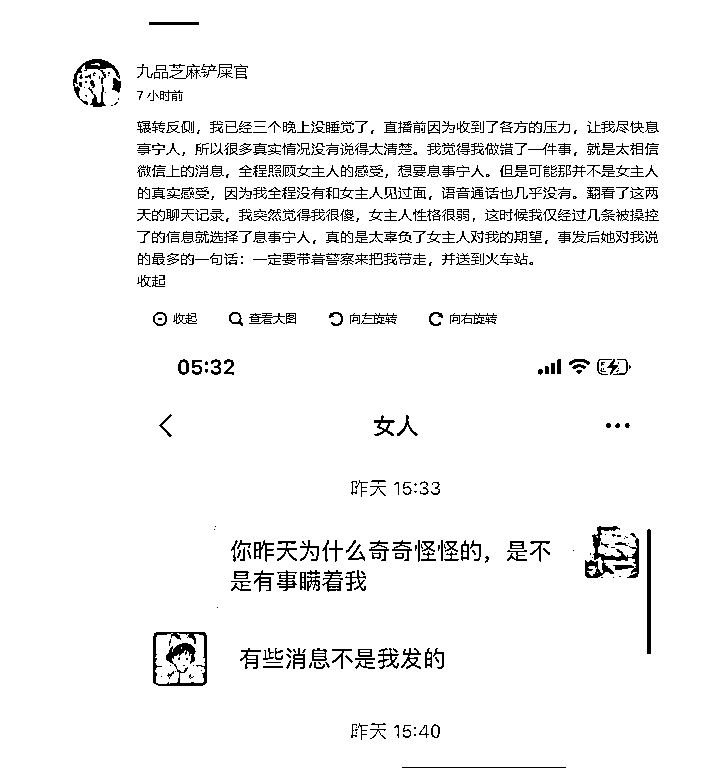 九品芝麻铲屎官
7 小时前
辗转反侧，我已经三个晚上没睡觉了，直播前因为收到了各方的压力，让我尽快息
事宁人，所以很多真实情况没有说得太清楚。我觉得我做错了一件事，就是太相信
微信上的消息，全程照顾女主人的感受，想要息事宁人。但是可能那并不是女主人
的真实感受，因为我全程没有和女主人见过面，语音通话也几乎没有。翻看了这两
天的聊天记录，我突然觉得我很傻，女主人性格很弱，这时候我仅经过几条被操控
了的信息就选择了息事宁人，真的是太辜负了女主人对我的期望，事发后她对我说
的最多的一句话：一定要带着警察来把我带走，并送到火车站。
收起
收起 查看大图 向左旋转 向右旋转
05:32
女人
昨天 15:33
你昨天为什么奇奇怪怪的，是不
是有事瞒着我
有些消息不是我发的
昨天 15:40